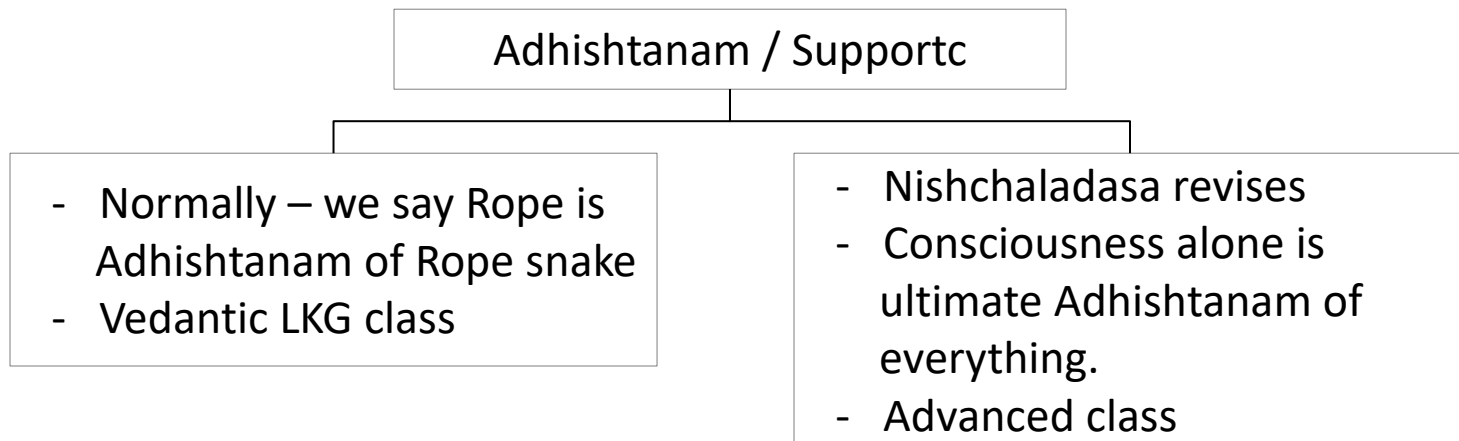 Adhishtanam / Supportc
- Normally – we say Rope is
Adhishtanam of Rope snake
- Vedantic LKG class
- Nishchaladasa revises
- Consciousness alone is
ultimate Adhishtanam of
everything.
- Advanced class